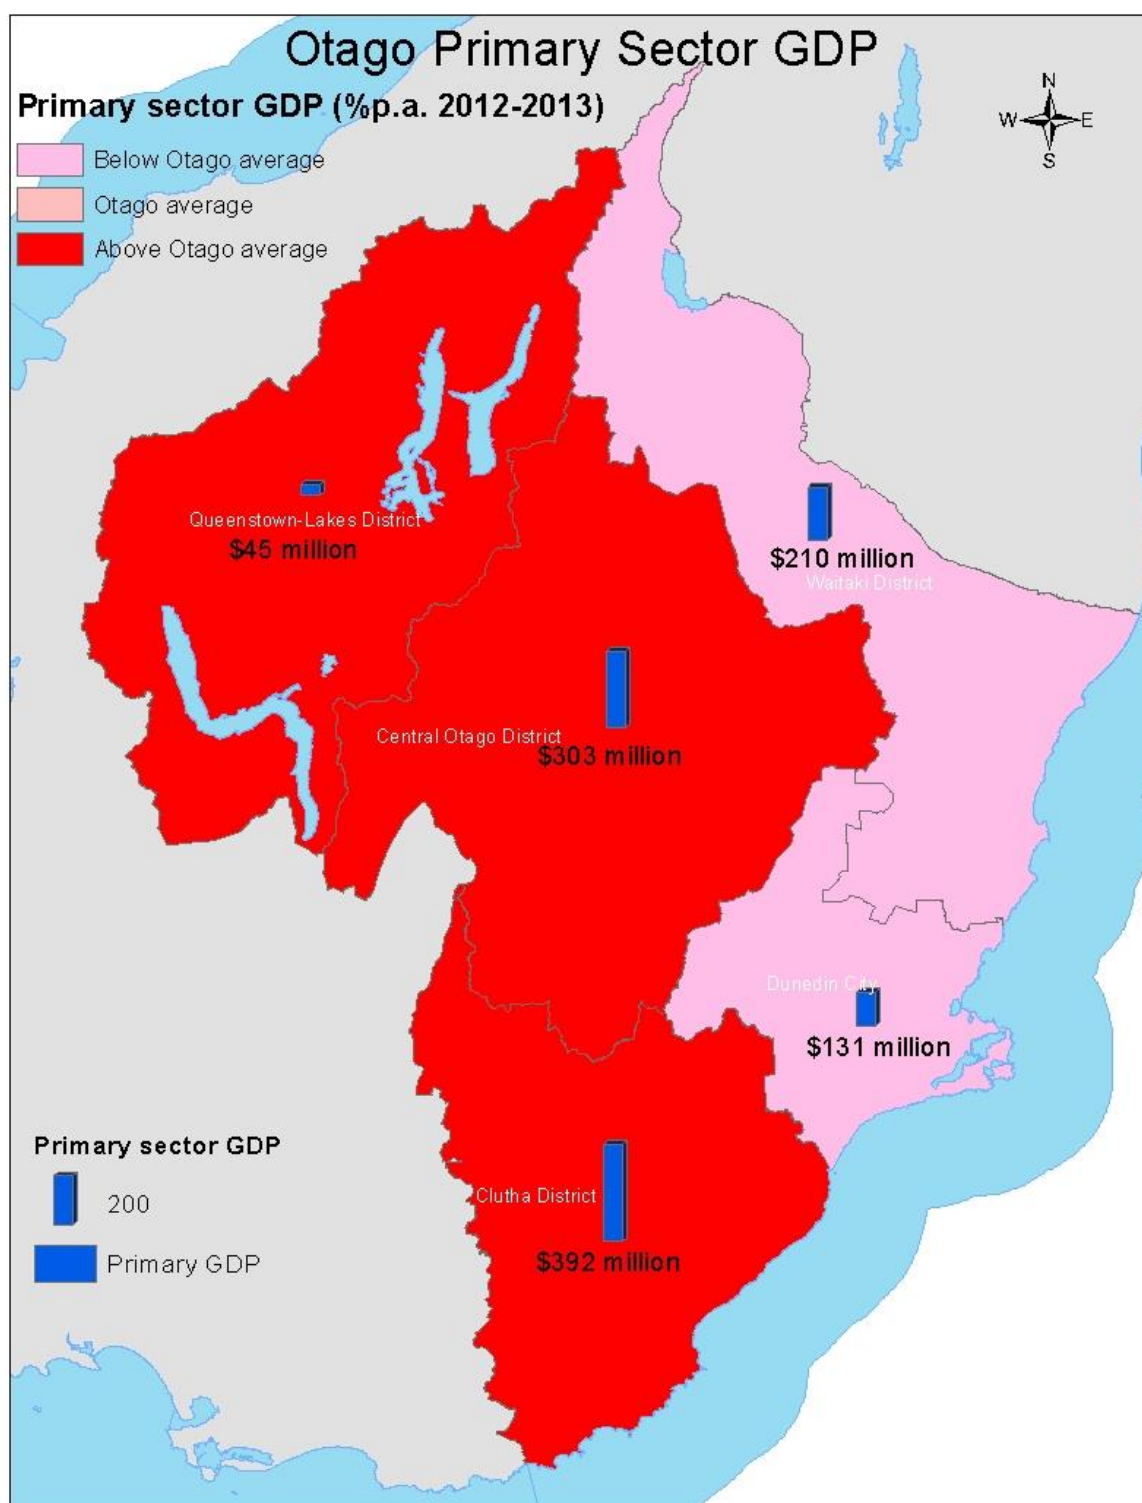 Otago Primary Sector GDP
Primary sector GDP (%p.a. 2012-2013)
Below Otago average
Otago average
Above Otago average
N
W
E
S
Queenstown-Lakes District
$45 million
$210 million
Waitaki District
Central Otago District
$303 million
Dunedin City
$131 million
Primary sector GDP
200
Primary GDP
Clutha District
$392 million